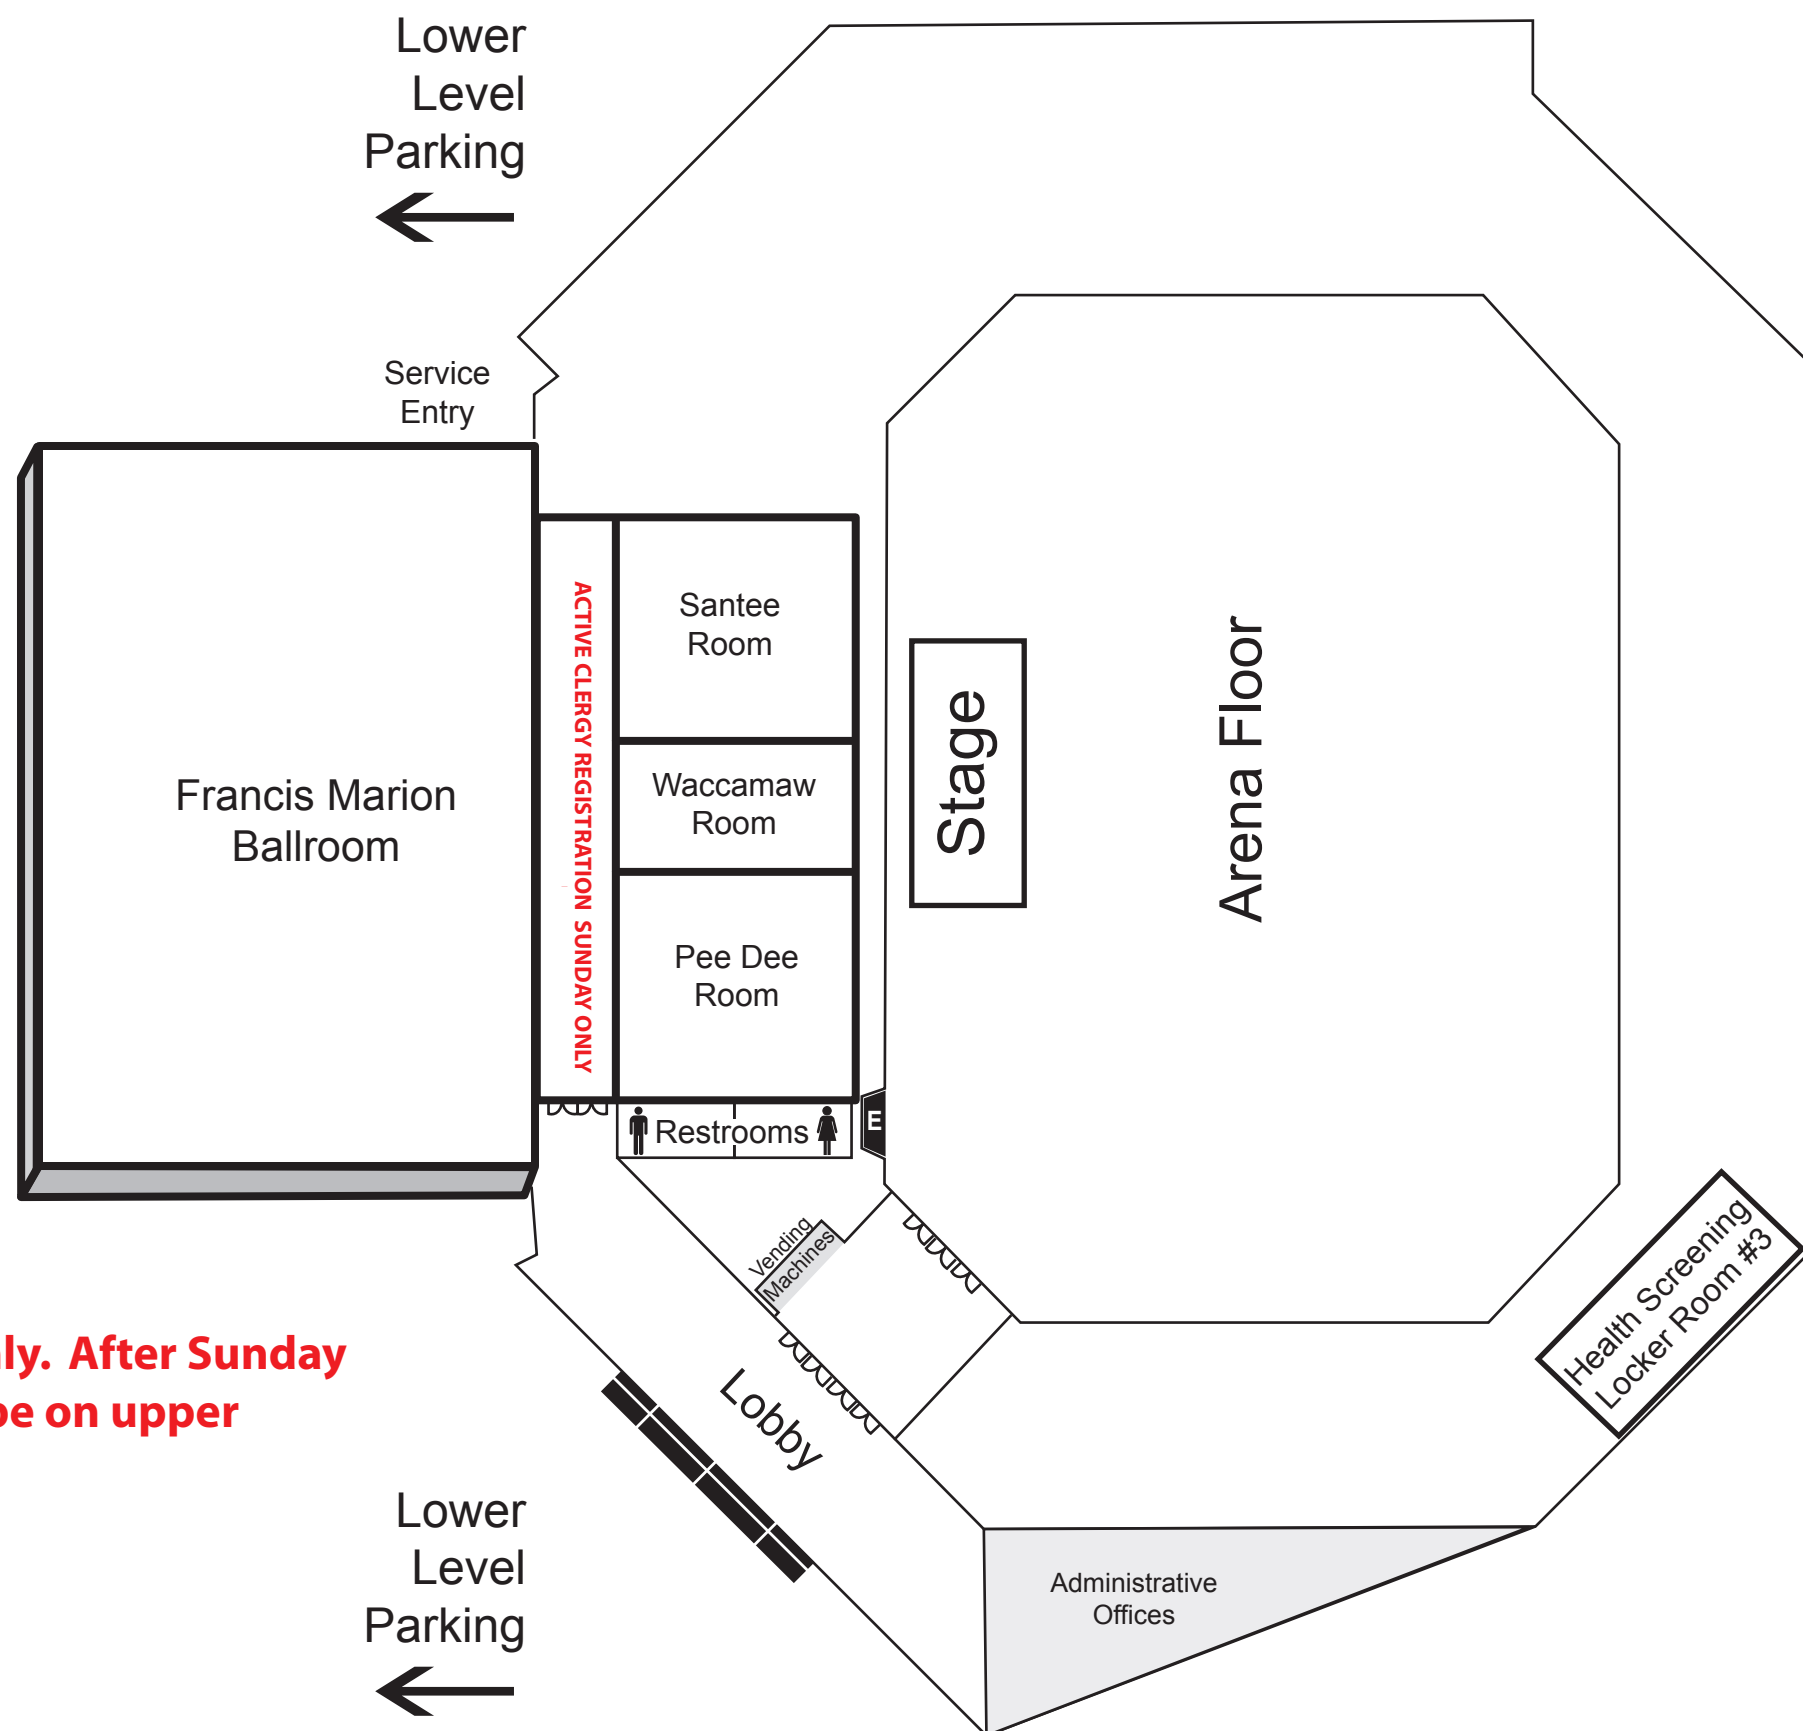 Lower
Level
Parking
Service
Entry
Francis Marion
Ballroom
ACTIVE CLERGY REGISTRATION SUNDAY ONLY
Santee
Room
Waccamaw
Room
Pee Dee
Room
Stage
Arena Floor
E
Restrooms
Vending
Machines
Health Screening
Locker Room #3
Lobby
ly. After Sunday
be on upper
Lower
Level
Parking
Administrative
Offices